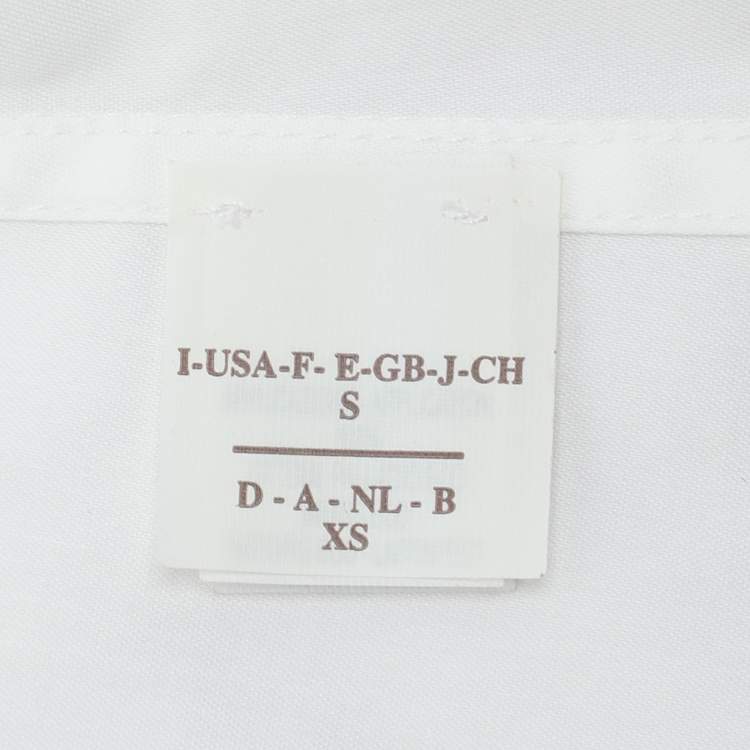 I-USA-F- E-GB-J-CH
S
D - A - NL - B
XS